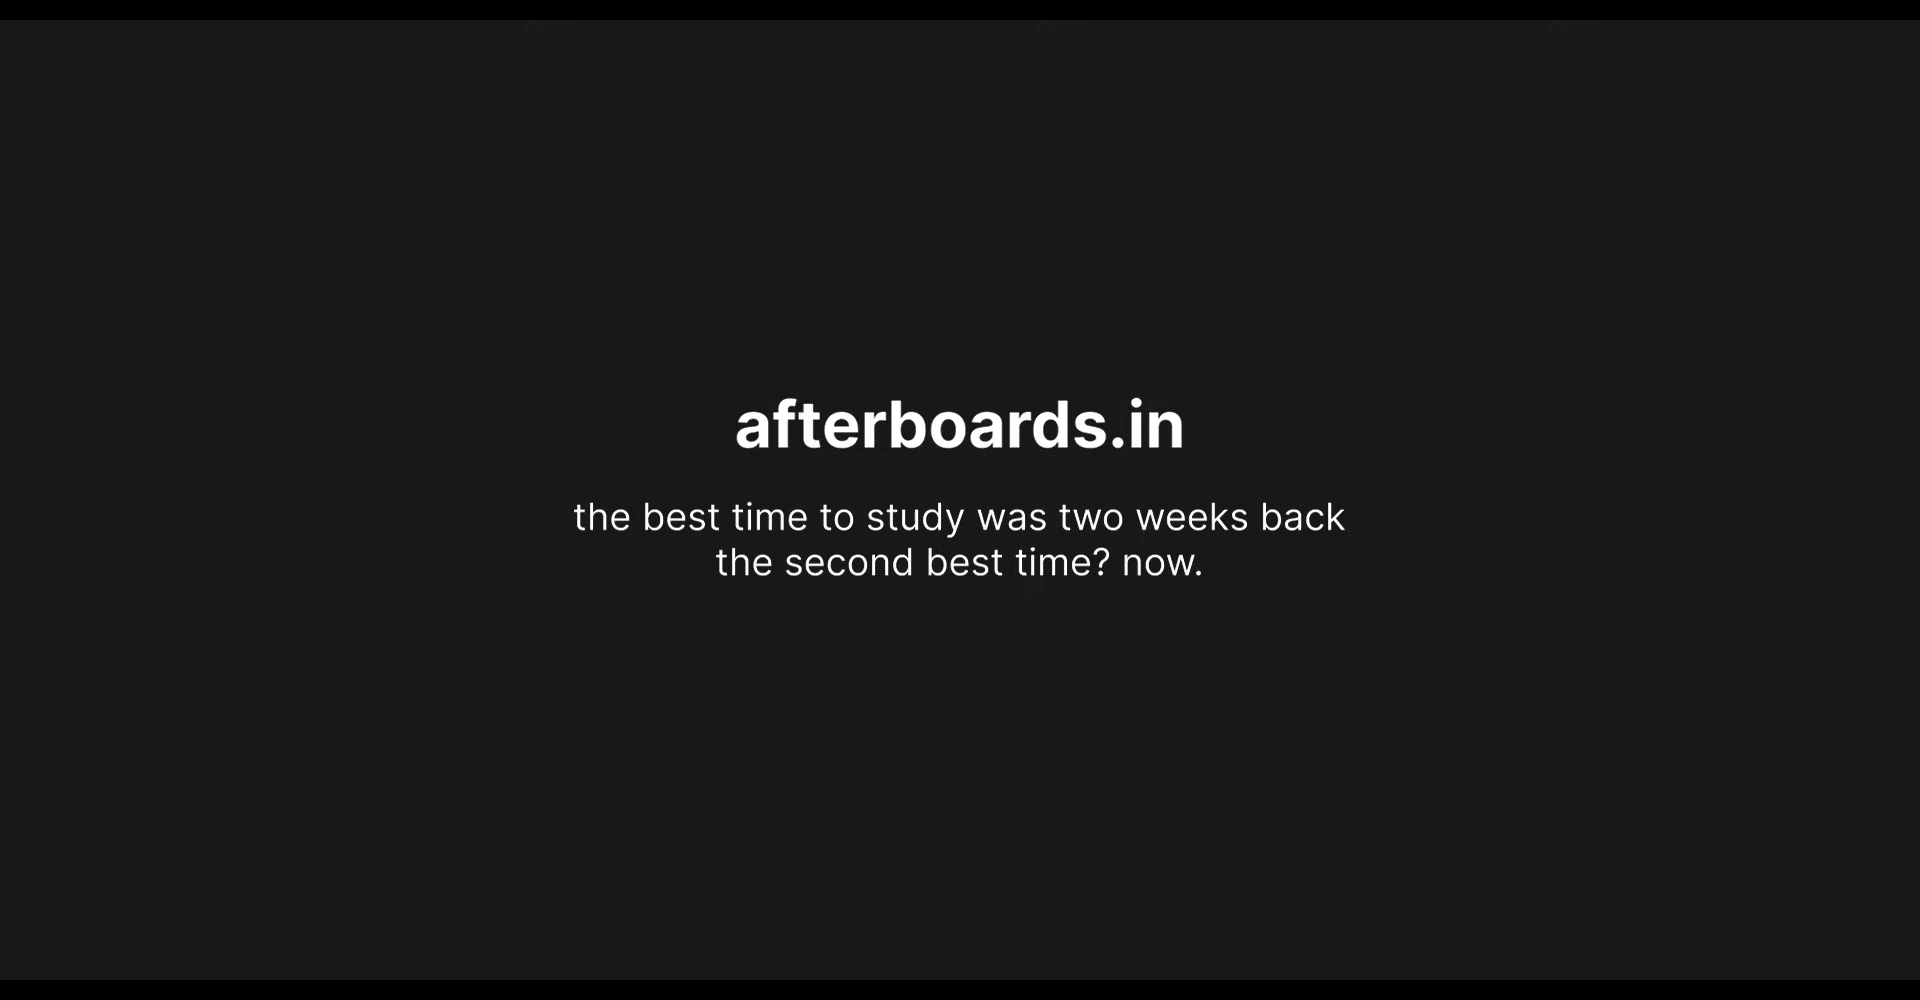 afterboards.in
the best time to study was two weeks back
the second best time? now.